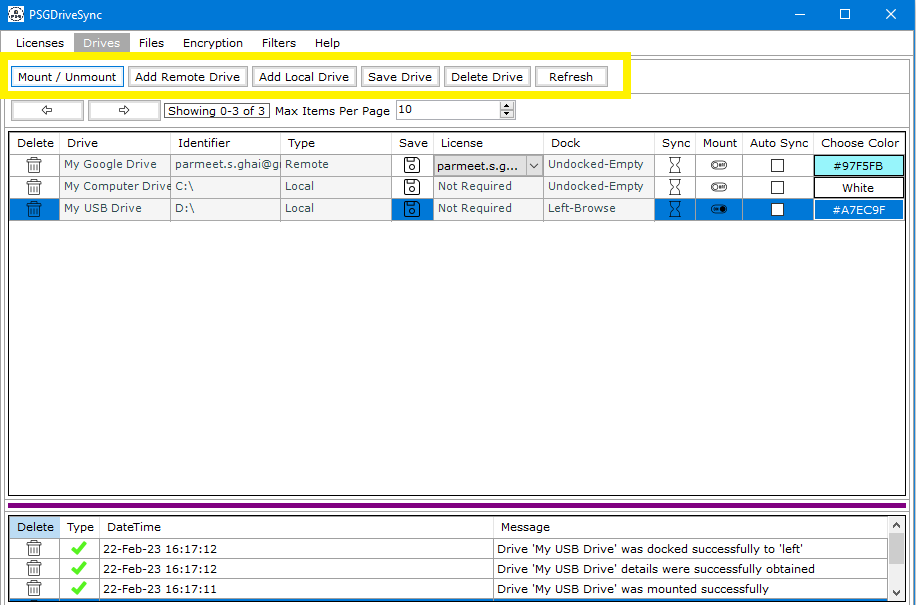 PSGDriveSync
Licenses Drives Files Encryption Filters Help
Mount / Unmount Add Remote Drive Add Local Drive Save Drive Delete Drive Refresh
Showing 0-3 of 3 Max Items Per Page 10
Delete Drive Identifier Type Save License Dock Sync Mount Auto Sync Choose Color
My Google Drive parmeet.s.ghai@g Remote parmeet.s.g... Undocked-Empty Off #97F5FB
My Computer Drive C:\ Local Not Required Undocked-Empty Off White
My USB Drive D:\ Local Not Required Left-Browse #A7EC9F
Delete Type DateTime Message
22-Feb-23 16:17:12 Drive 'My USB Drive' was docked successfully to 'left'
22-Feb-23 16:17:12 Drive 'My USB Drive' details were successfully obtained
22-Feb-23 16:17:11 Drive 'My USB Drive' was mounted successfully